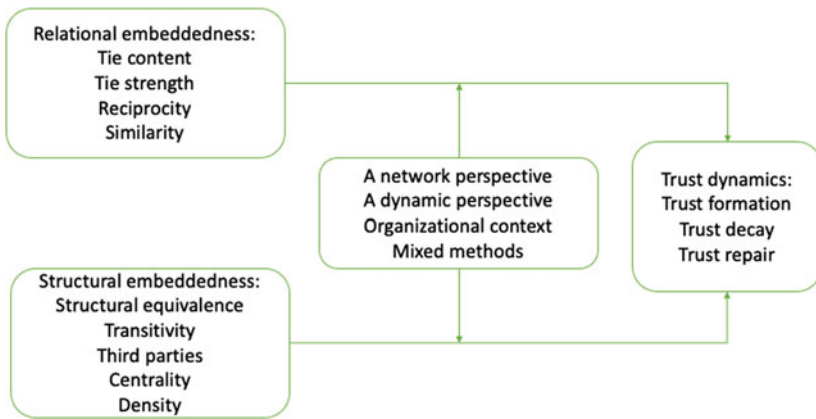 Relational embeddedness:
Tie content
Tie strength
Reciprocity
Similarity
A network perspective
A dynamic perspective
Organizational context
Mixed methods
Trust dynamics:
Trust formation
Trust decay
Trust repair
Structural embeddedness:
Structural equivalence
Transitivity
Third parties
Centrality
Density